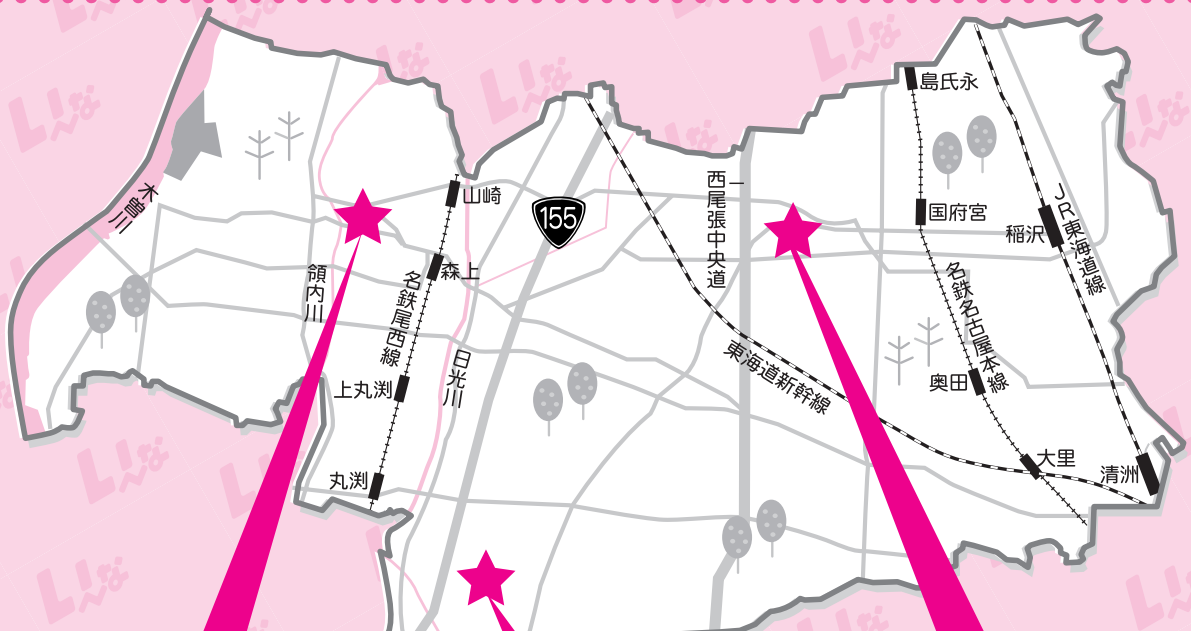 島氏永
木曽川
山崎
155
西尾張中央道
国府宮
稲沢
JR東海道線
領内川
森上
名鉄尾西線
日光川
名鉄名古屋本線
東海道新幹線
上丸渕
奥田
丸渕
大里
清洲